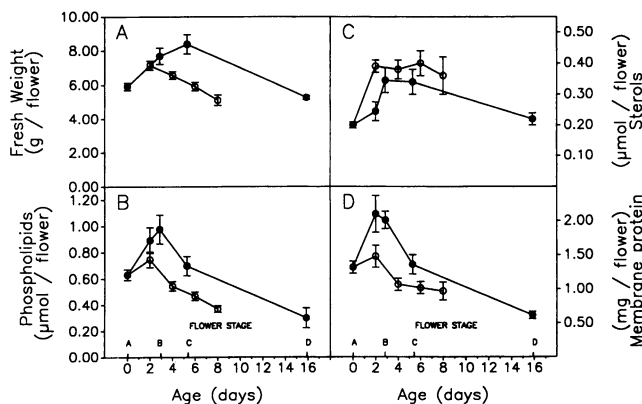 A
C
10.00
8.00
6.00
4.00
2.00
0.00
Fresh Weight
(g / flower)
0.50
0.40
0.30
0.20
0.10
(μmol / flower)
Sterols
B
D
1.20
1.00
0.80
0.60
0.40
0.20
0.00
Phospholipids
(μmol / flower)
2.00
1.50
1.00
0.50
(mg / flower)
Membrane protein
FLOWER STAGE
A B C D
FLOWER STAGE
A B C D
0 2 4 6 8 10 12 14 16
0 2 4 6 8 10 12 14 16
Age (days)
Age (days)